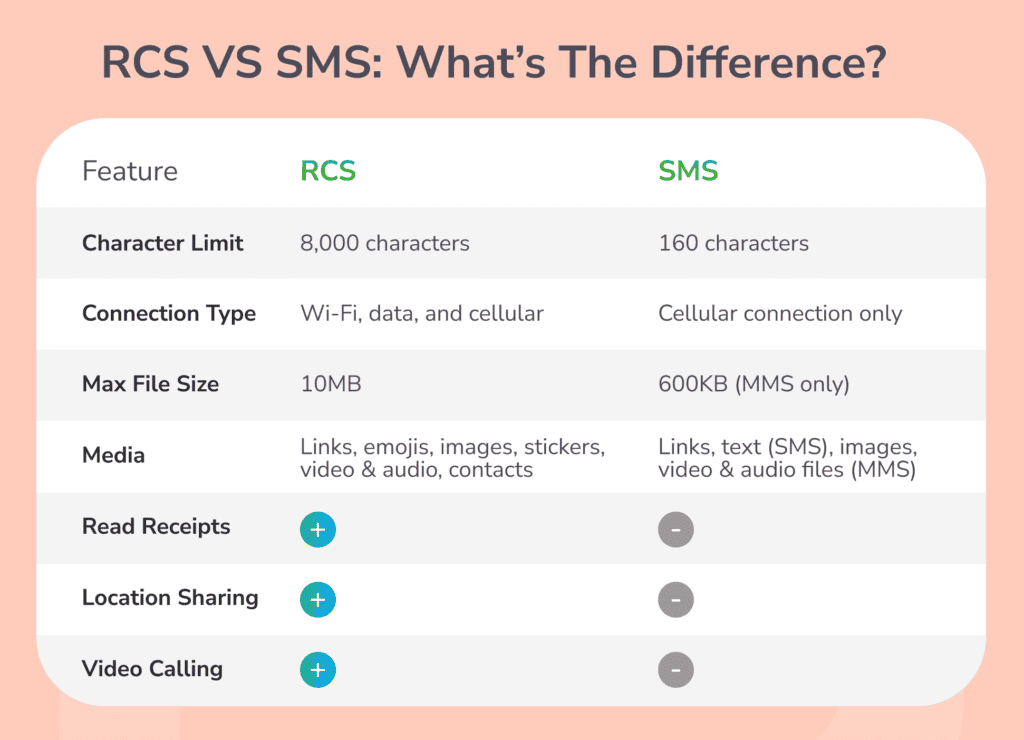 RCS VS SMS: What's The Difference?
Feature RCS SMS
Character Limit 8,000 characters 160 characters
Connection Type Wi-Fi, data, and cellular Cellular connection only
Max File Size 10MB 600KB (MMS only)
Media Links, emojis, images, stickers, Links, text (SMS), images,
video & audio, contacts video & audio files (MMS)
Read Receipts + -
Location Sharing + -
Video Calling + -